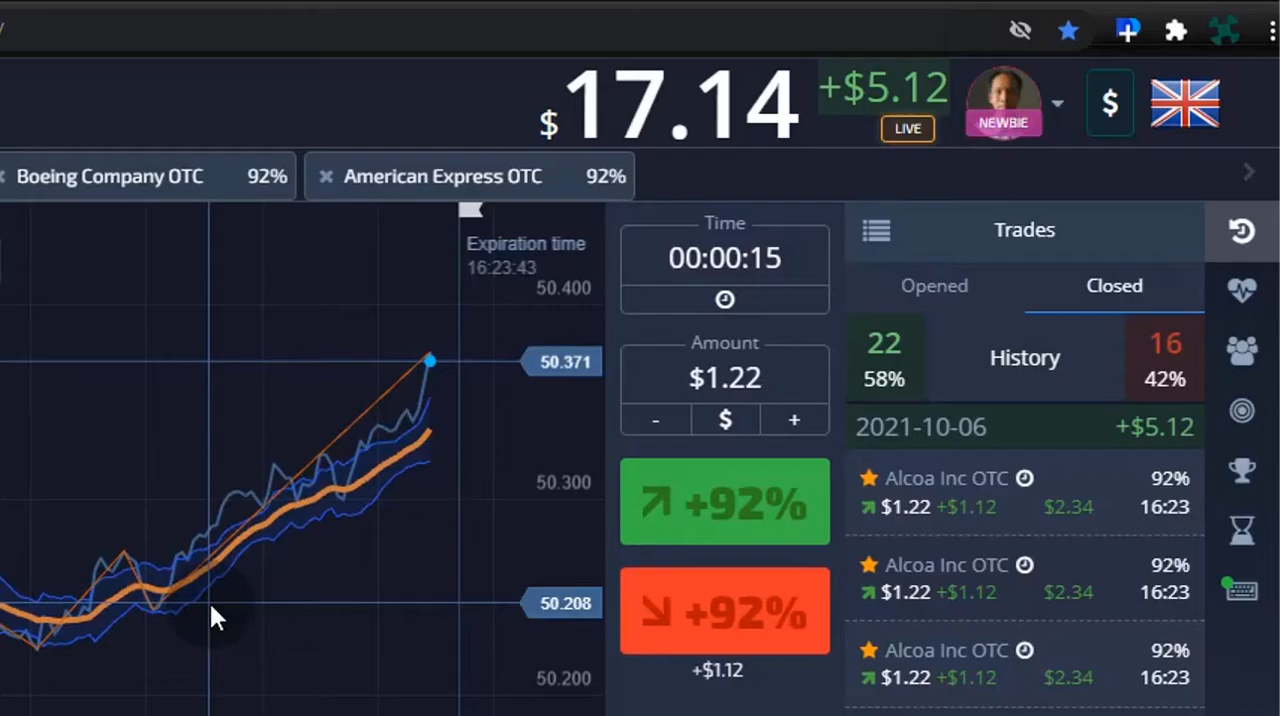 $17.14 +$5.12
LIVE
NEWBIE
$
Boeing Company OTC 92%
American Express OTC 92%
Expiration time
16:23:43
50.400
50.371
50.300
50.208
50.200
Time
00:00:15
Amount
$1.22
- $ +
+92%
+92%
+$1.12
Trades
Opened Closed
22 History 16
58% 42%
2021-10-06 +$5.12
Alcoa Inc OTC 92%
$1.22 +$1.12 $2.34 16:23
Alcoa Inc OTC 92%
$1.22 +$1.12 $2.34 16:23
Alcoa Inc OTC 92%
$1.22 +$1.12 $2.34 16:23